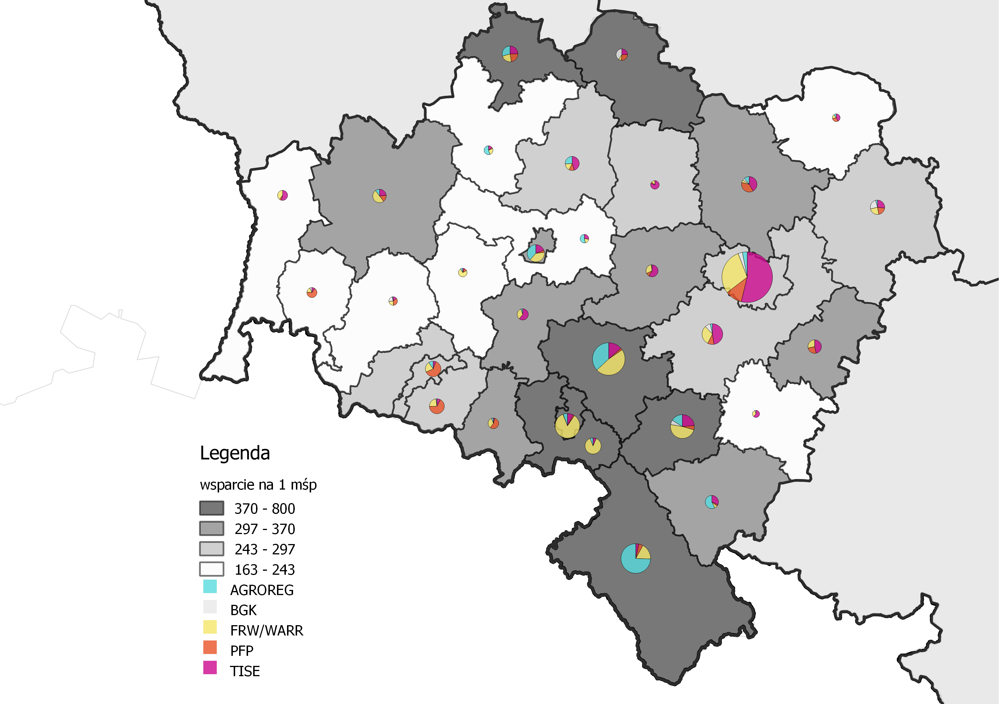 Legenda
wsparcie na 1 mśp
370 - 800
297 - 370
243 - 297
163 - 243
AGROREG
BGK
FRW/WARR
PFP
TISE